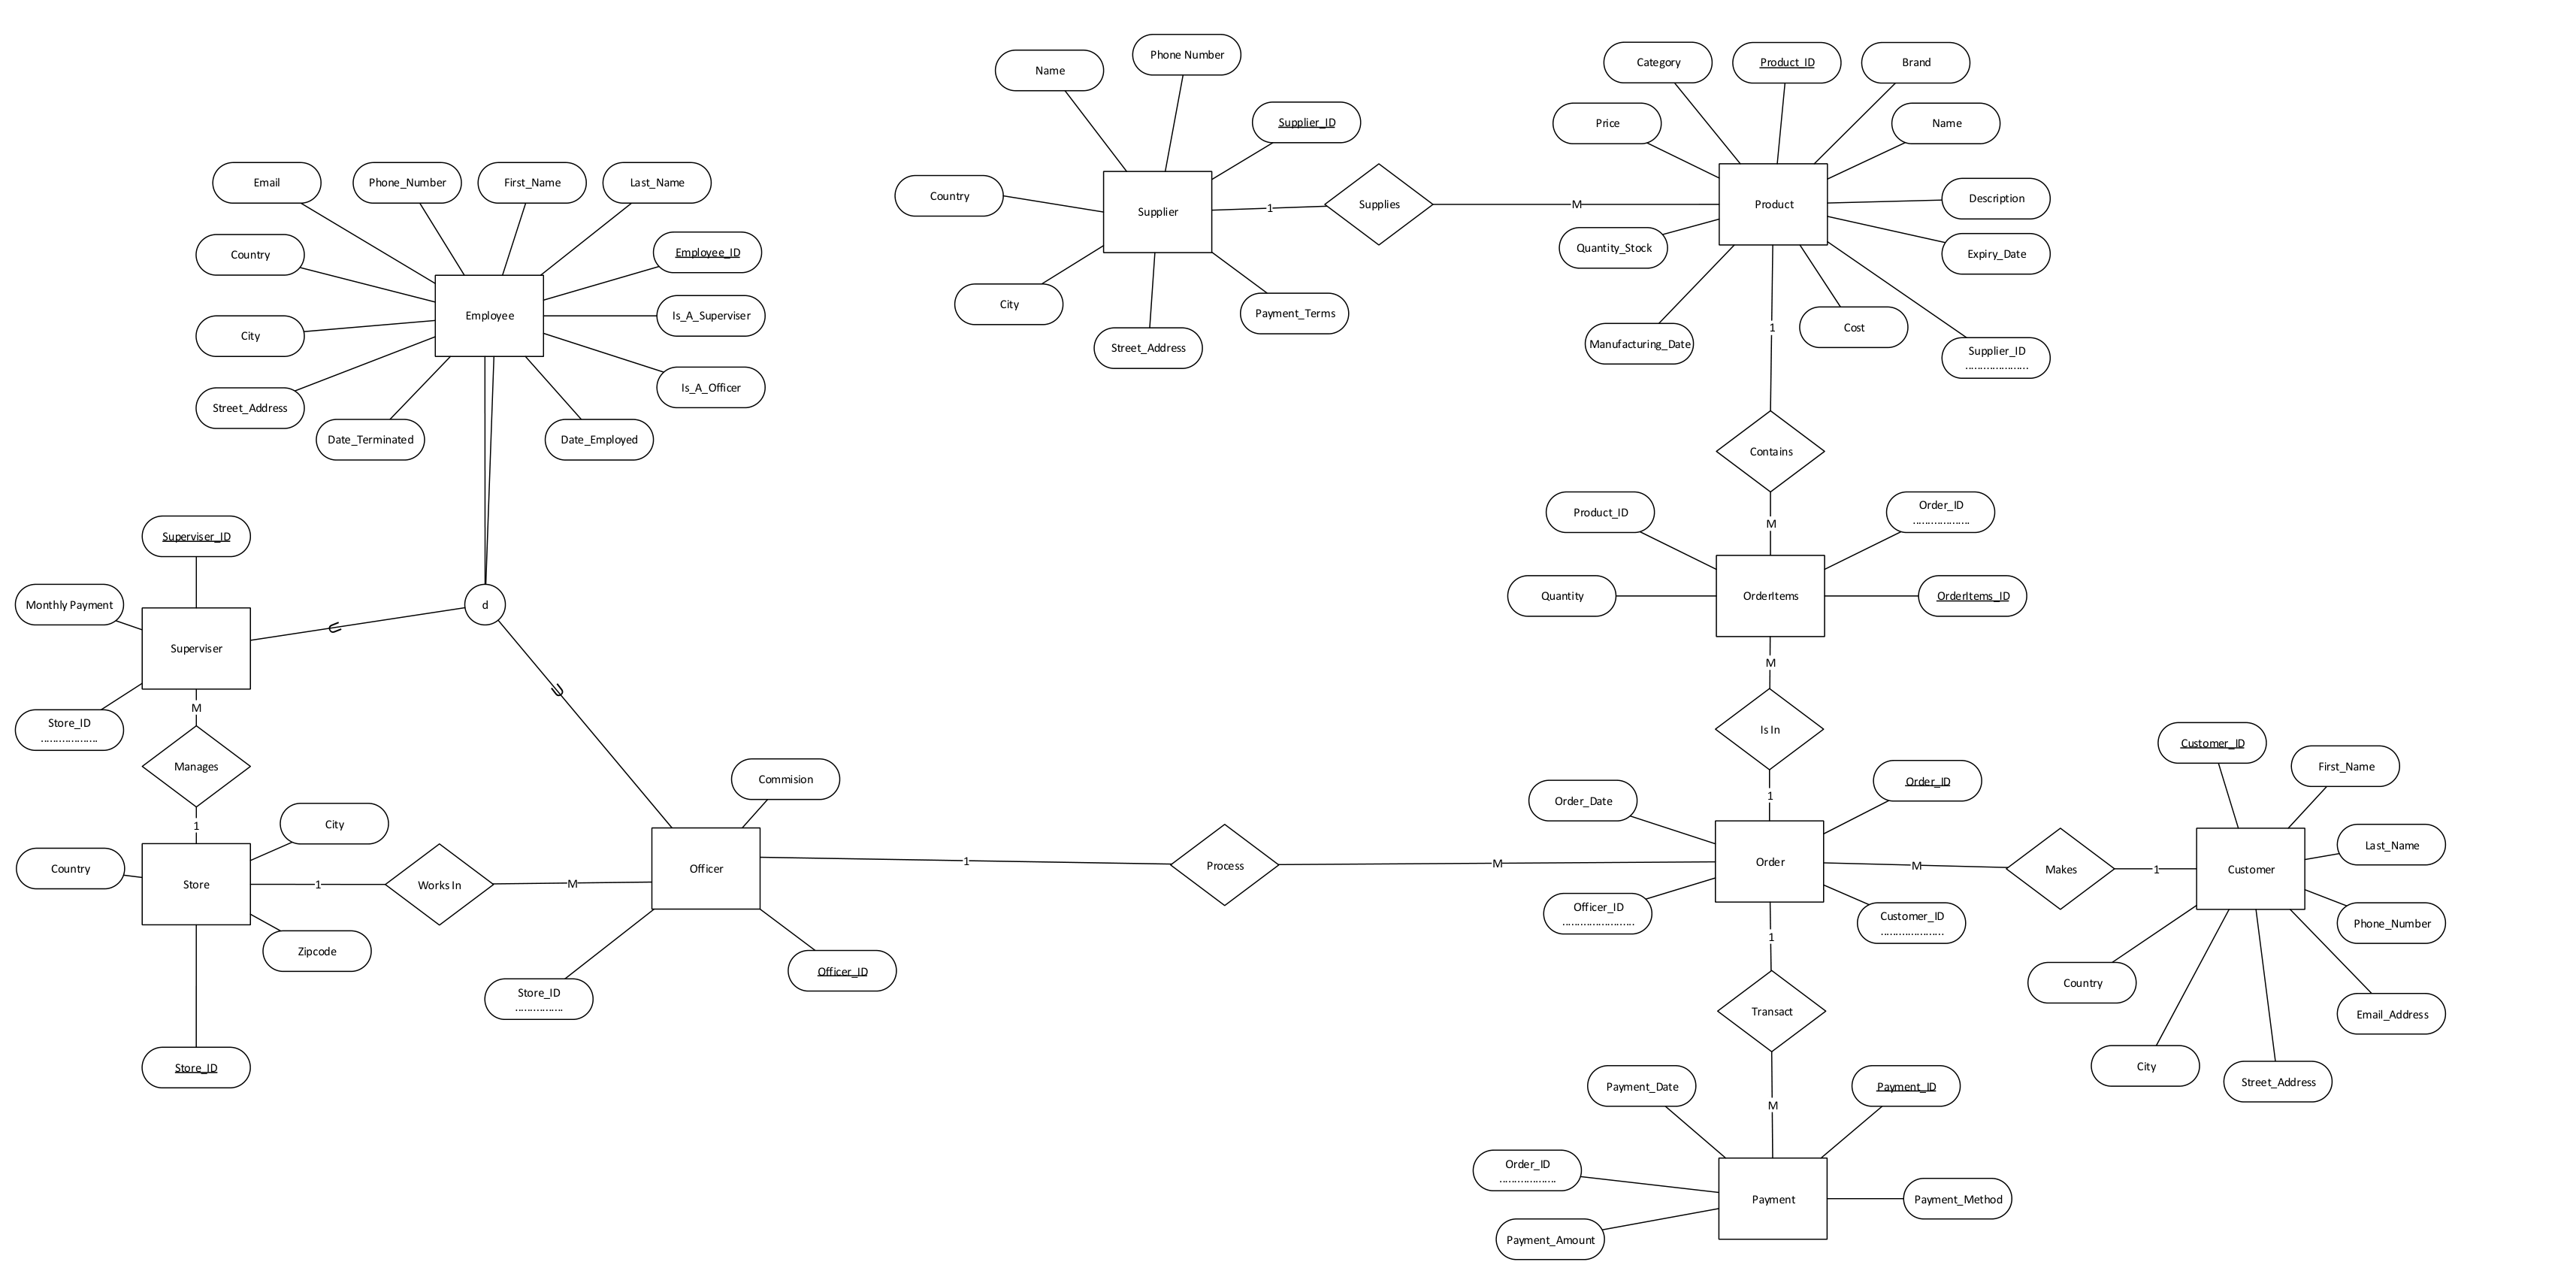 Name
Phone Number
Supplier_ID
Country
Supplier
City
Street_Address
Payment_Terms
1
Supplies
M
Category
Product_ID
Brand
Price
Name
Product
Description
Quantity_Stock
Expiry_Date
Manufacturing_Date
Cost
Supplier_ID
.....................
1
Contains
M
Email
Phone_Number
First_Name
Last_Name
Country
Employee_ID
Employee
Is_A_Superviser
City
Is_A_Officer
Street_Address
Date_Terminated
Date_Employed
d
Superviser_ID
Monthly Payment
Superviser
Store_ID
...................
M
Manages
1
City
Country
Store
Zipcode
Store_ID
1
Works In
M
Commision
Officer
Store_ID
................
Officer_ID
1
Process
M
Product_ID
Order_ID
...................
Quantity
OrderItems
OrderItems_ID
M
Is In
1
Order_Date
Order_ID
Order
Officer_ID
........................
Customer_ID
.....................
M
Makes
1
Customer_ID
First_Name
Last_Name
Customer
Phone_Number
Country
Email_Address
City
Street_Address
1
Transact
M
Payment_Date
Payment_ID
Order_ID
...................
Payment
Payment_Method
Payment_Amount